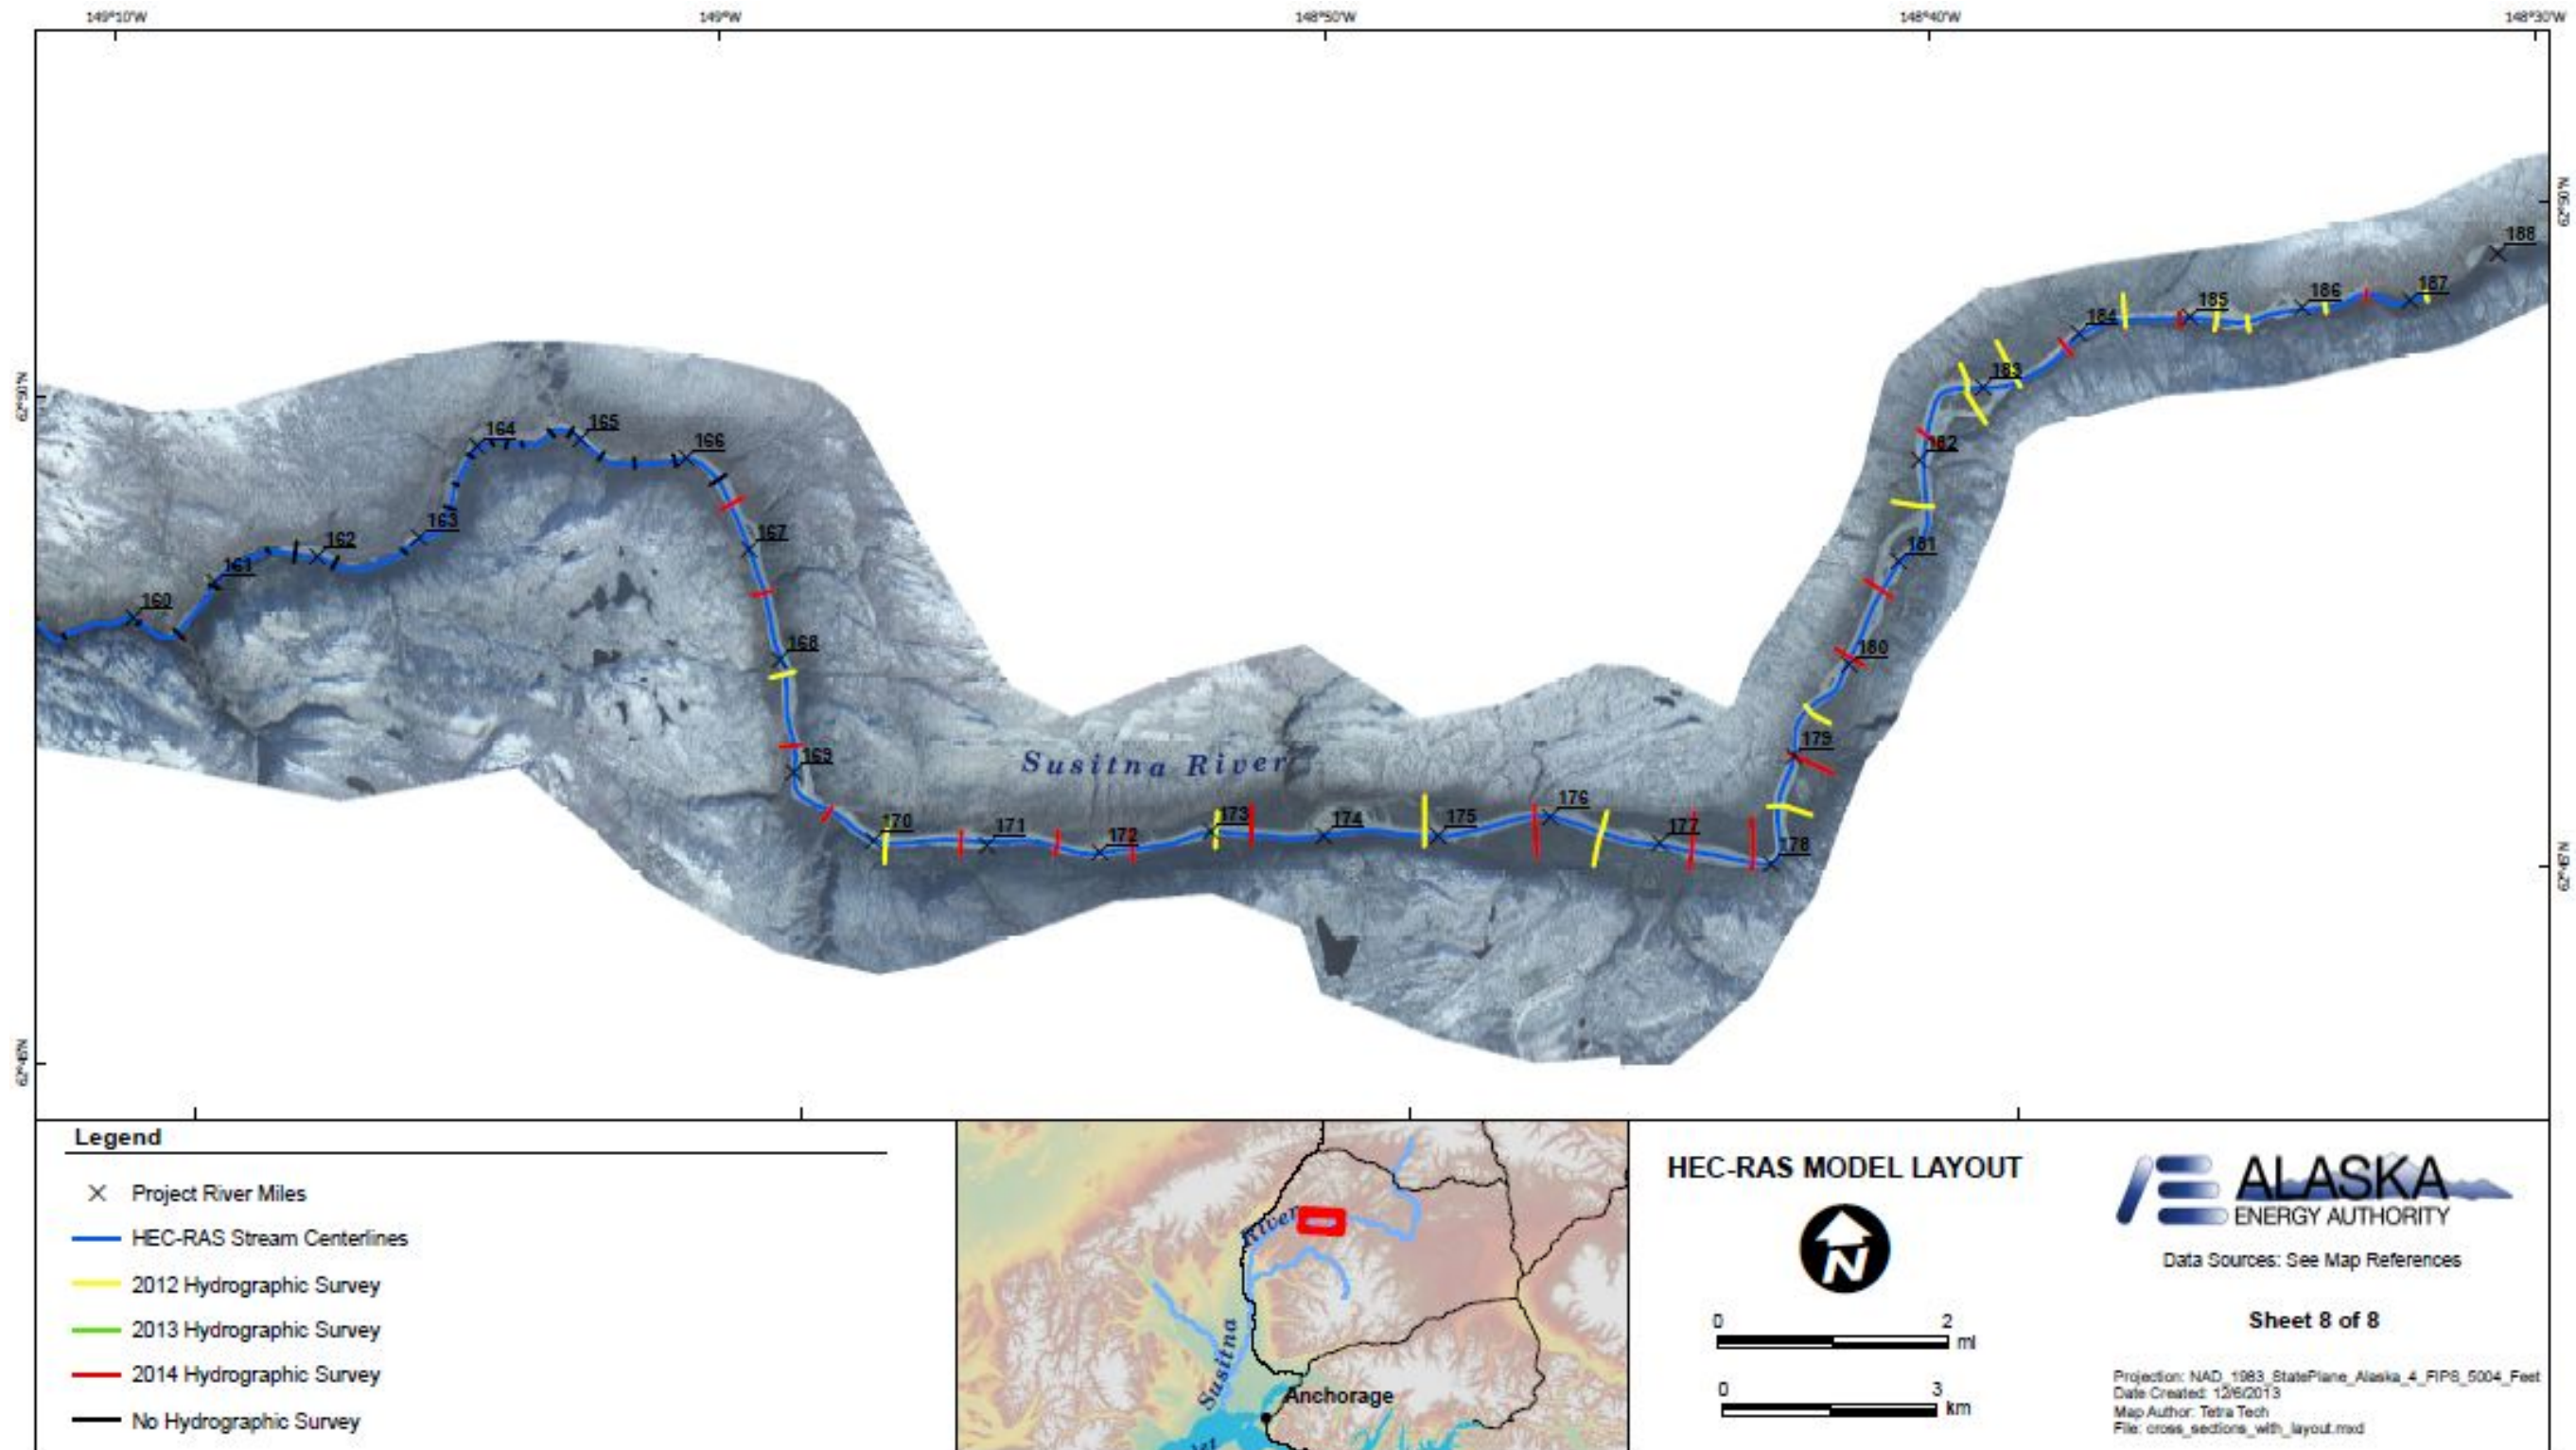 149°10'W 149°W 148°50'W 148°40'W 148°30'W
62°50'N
62°50'N
188
187
186
185
184
183
182
181
180
179
178
164
165
166
163
162
161
160
167
168
169
Susitna River
170
171
172
173
174
175
176
177
62°45'N
62°45'N
Legend
Project River Miles
HEC-RAS Stream Centerlines
2012 Hydrographic Survey
2013 Hydrographic Survey
2014 Hydrographic Survey
No Hydrographic Survey
River
Susitna
Anchorage
HEC-RAS MODEL LAYOUT
N
0 2
mi
0 3
km
ALASKA
ENERGY AUTHORITY
Data Sources: See Map References
Sheet 8 of 8
Projection: NAD_1983_StatePlane_Alaska_4_FIPS_5004_Feet
Date Created: 12/6/2013
Map Author: Tetra Tech
File: cross_sections_with_layout.mxd